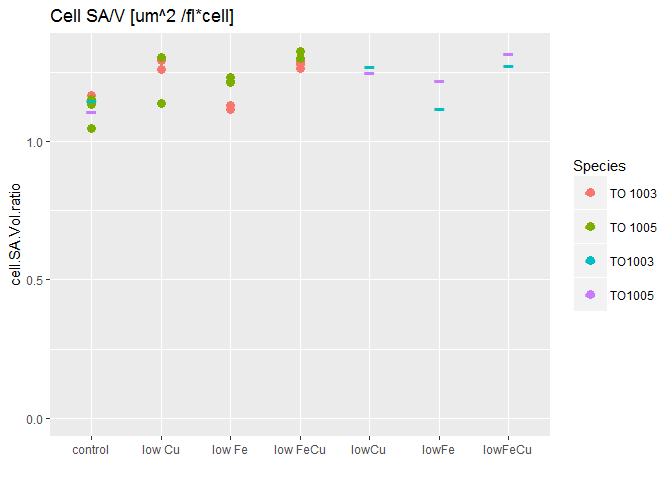 Cell SA/V [um^2 /fl*cell]
cell.SA.Vol.ratio
1.0
0.5
0.0
control low Cu low Fe low FeCu lowCu lowFe lowFeCu
Species
TO 1003
TO 1005
TO1003
TO1005